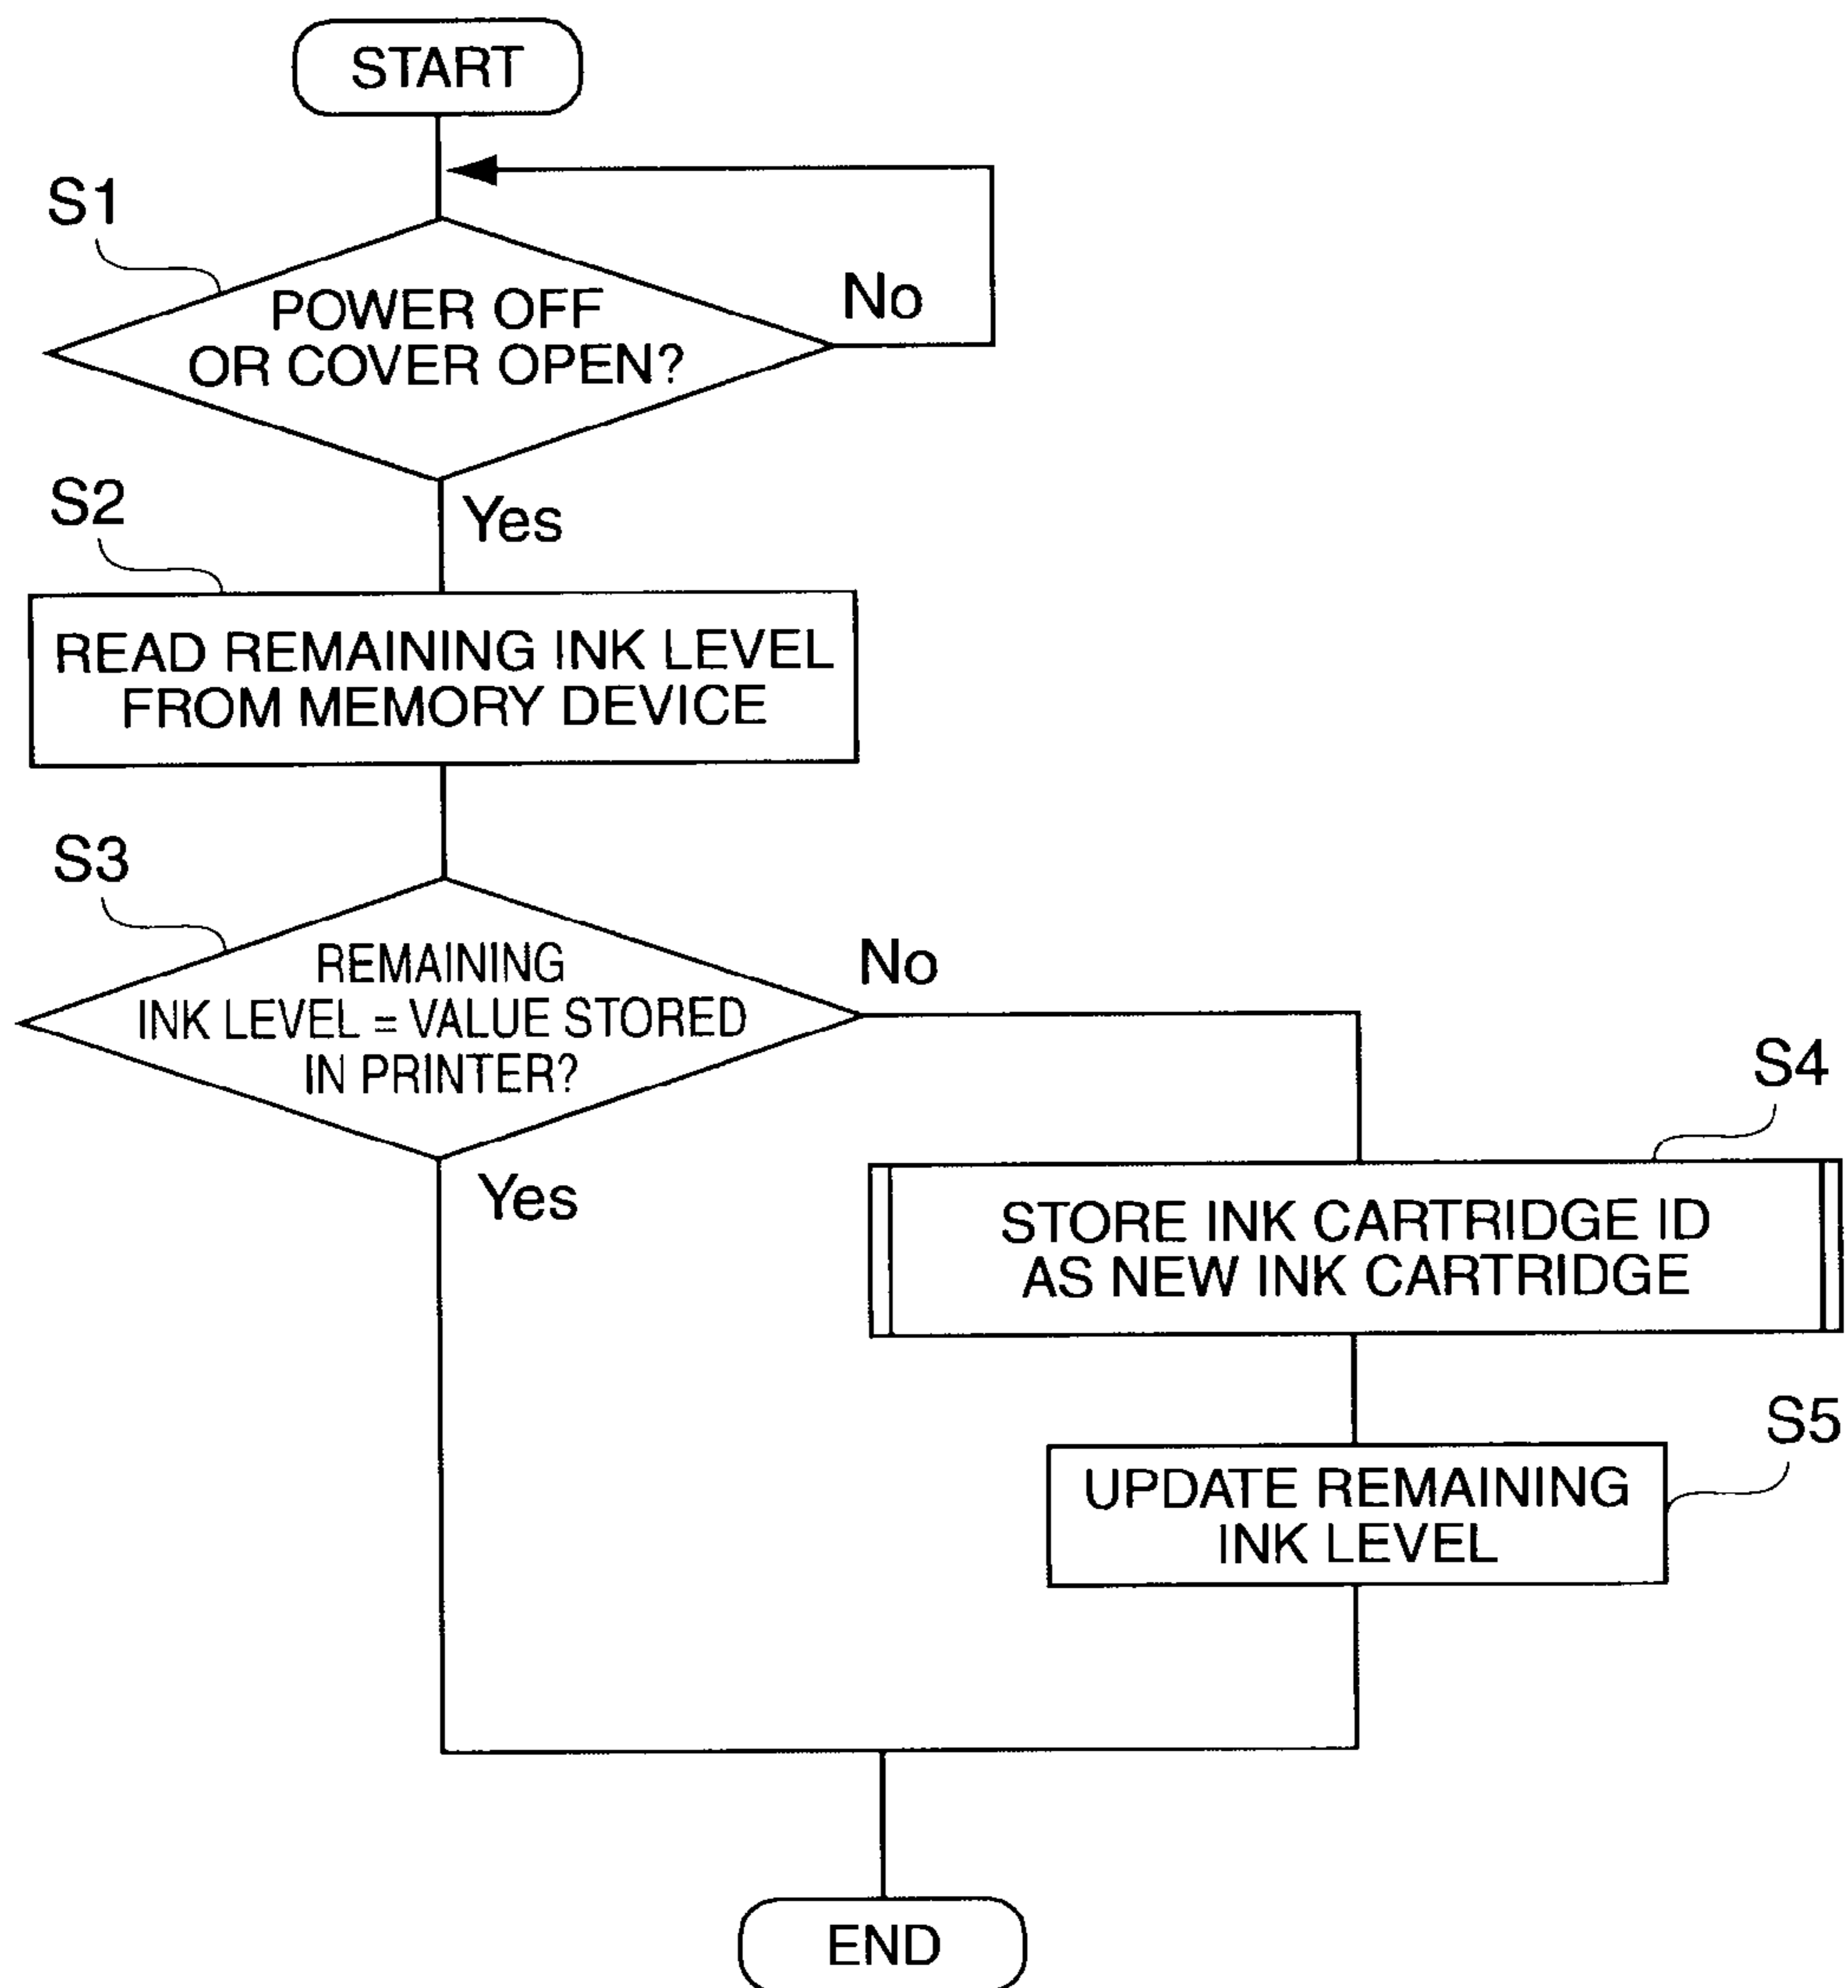 START
S1
POWER OFF
OR COVER OPEN?
No
Yes
S2
READ REMAINING INK LEVEL
FROM MEMORY DEVICE
S3
REMAINING
INK LEVEL = VALUE STORED
IN PRINTER?
No
Yes
S4
STORE INK CARTRIDGE ID
AS NEW INK CARTRIDGE
S5
UPDATE REMAINING
INK LEVEL
END